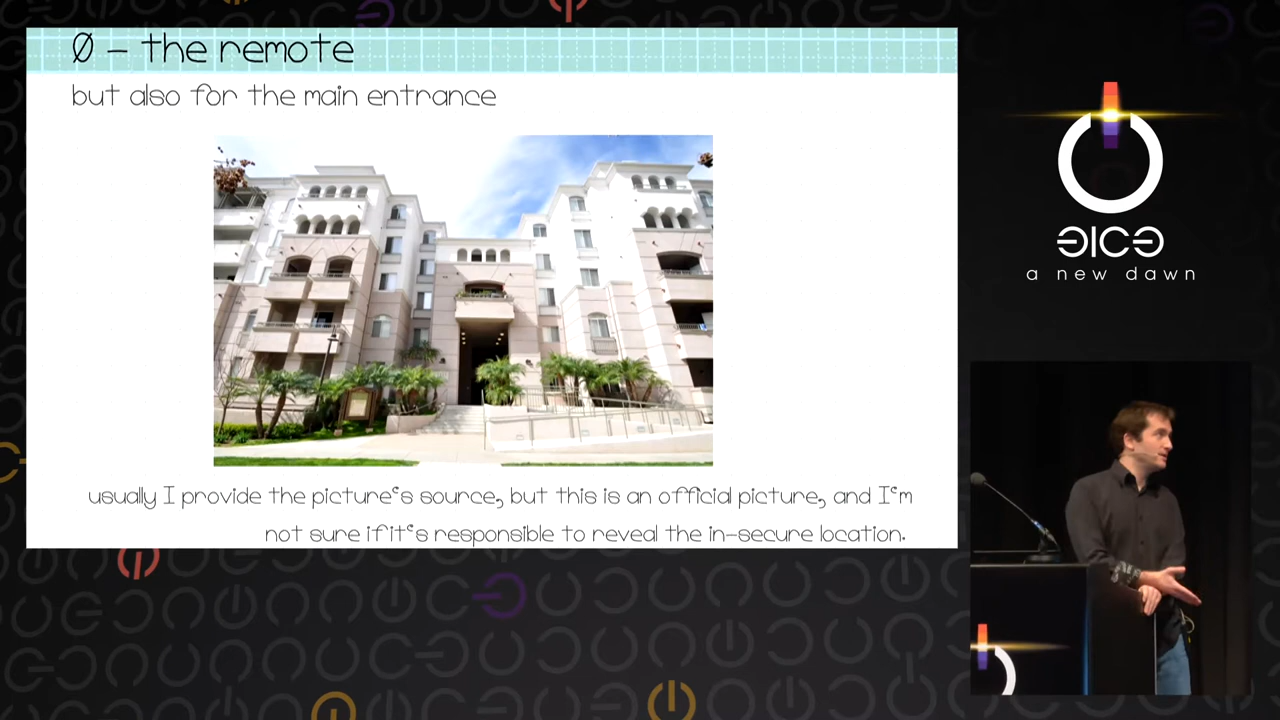 Ø – the remote
but also for the main entrance
usually I provide the picture's source, but this is an official picture, and I'm
not sure if it's responsible to reveal the in-secure location.
31C3
a new dawn